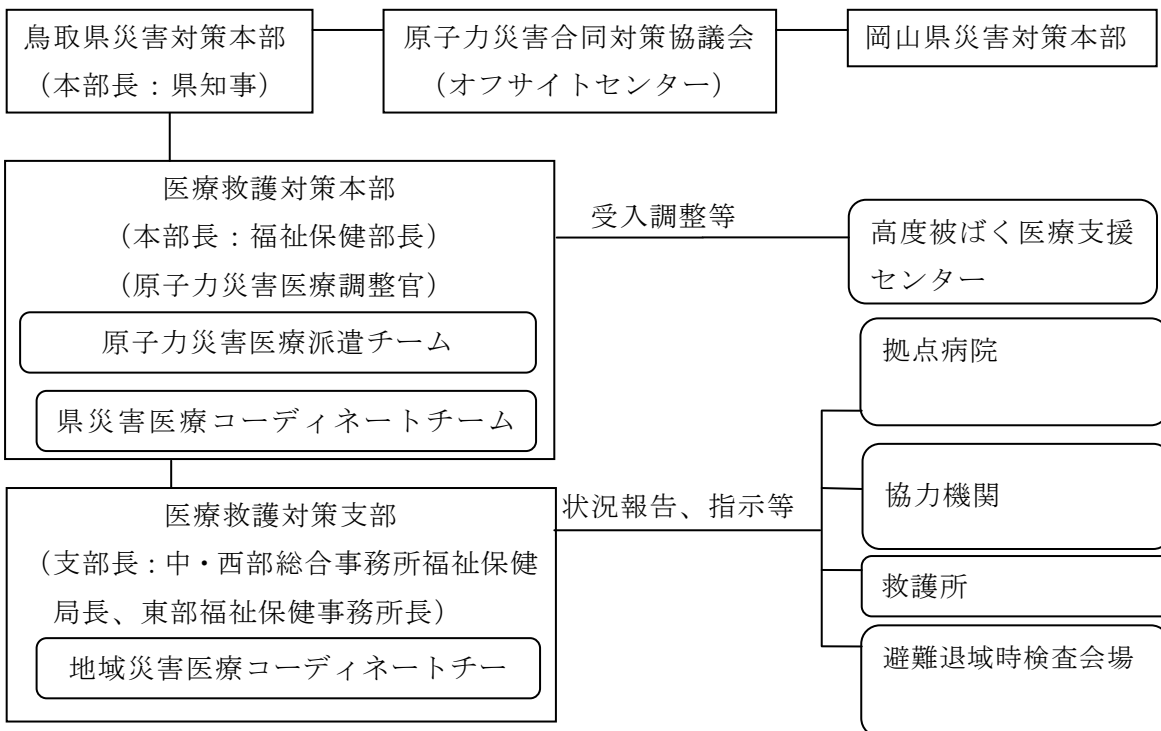 鳥取県災害対策本部
（本部長：県知事）
原子力災害合同対策協議会
（オフサイトセンター）
岡山県災害対策本部
医療救護対策本部
（本部長：福祉保健部長）
（原子力災害医療調整官）
原子力災害医療派遣チーム
県災害医療コーディネートチーム
受入調整等
高度被ばく医療支援
センター
医療救護対策支部
（支部長：中・西部総合事務所福祉保健
局長、東部福祉保健事務所長）
地域災害医療コーディネートチー
状況報告、指示等
拠点病院
協力機関
救護所
避難退域時検査会場